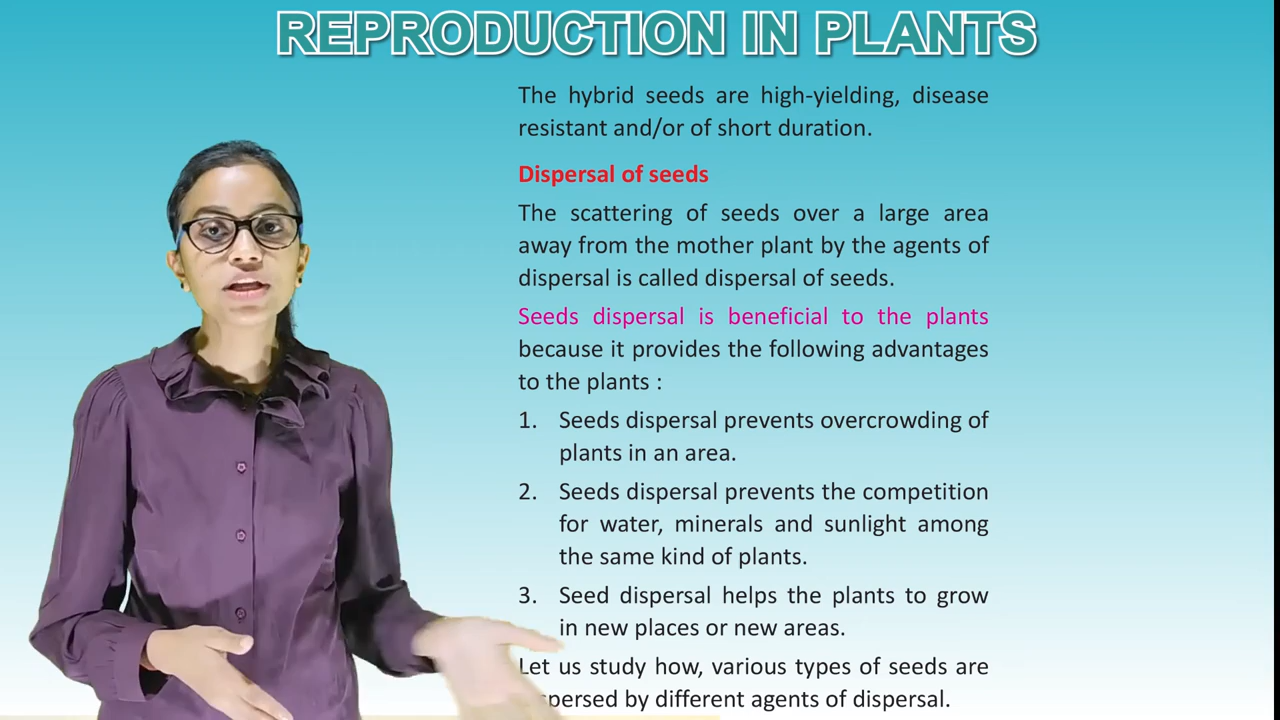 REPRODUCTION IN PLANTS
The hybrid seeds are high-yielding, disease
resistant and/or of short duration.
Dispersal of seeds
The scattering of seeds over a large area
away from the mother plant by the agents of
dispersal is called dispersal of seeds.
Seeds dispersal is beneficial to the plants
because it provides the following advantages
to the plants :
1. Seeds dispersal prevents overcrowding of
plants in an area.
2. Seeds dispersal prevents the competition
for water, minerals and sunlight among
the same kind of plants.
3. Seed dispersal helps the plants to grow
in new places or new areas.
Let us study how, various types of seeds are
by different agents of dispersal.